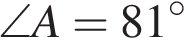 ∠A = 81°